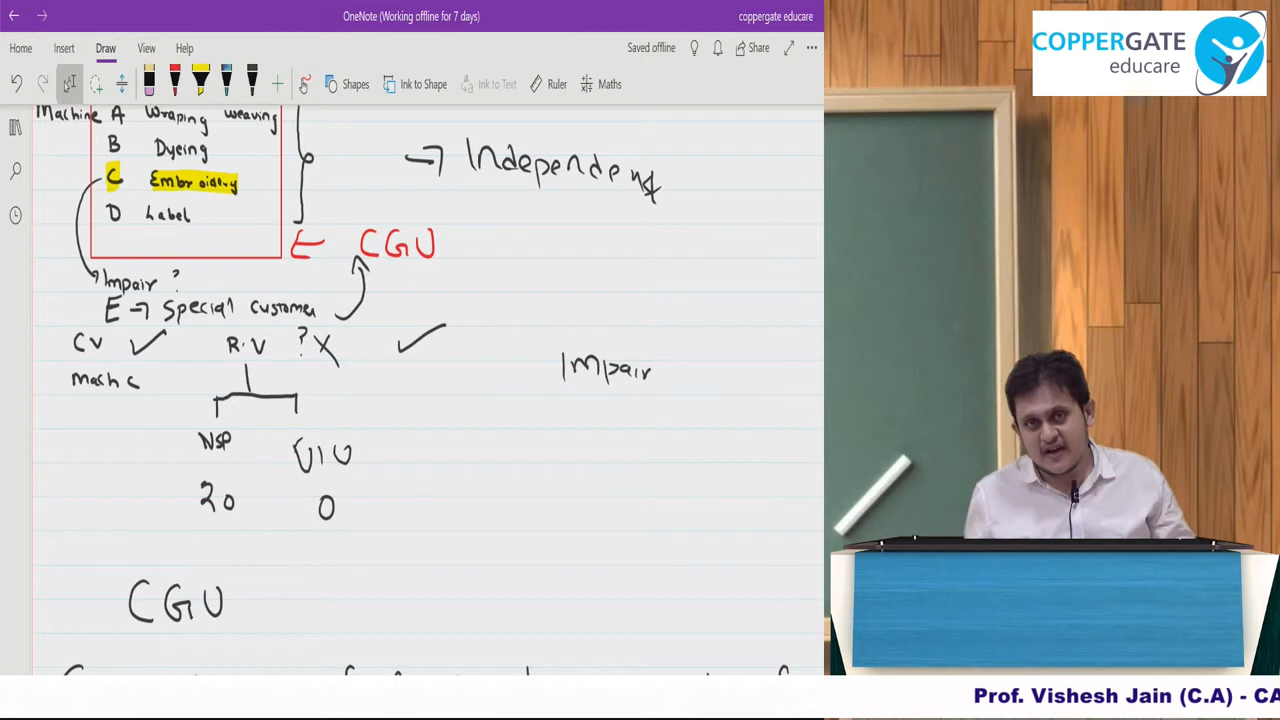 OneNote (Working offline for 7 days)
coppergate educare
Home Insert Draw View Help
Saved offline Share
Shapes Ink to Shape Ink to Text Ruler Maths
COPPERGATE
educare
Machine A Wraping weaving
B Dyeing
C Embroidery
D Label
→ Independent
E CGU
Impair ?
E → Special customer
CV R.V ?
Mach C
Impair
NSP VIU
20 0
CGU
Prof. Vishesh Jain (C.A) - CA